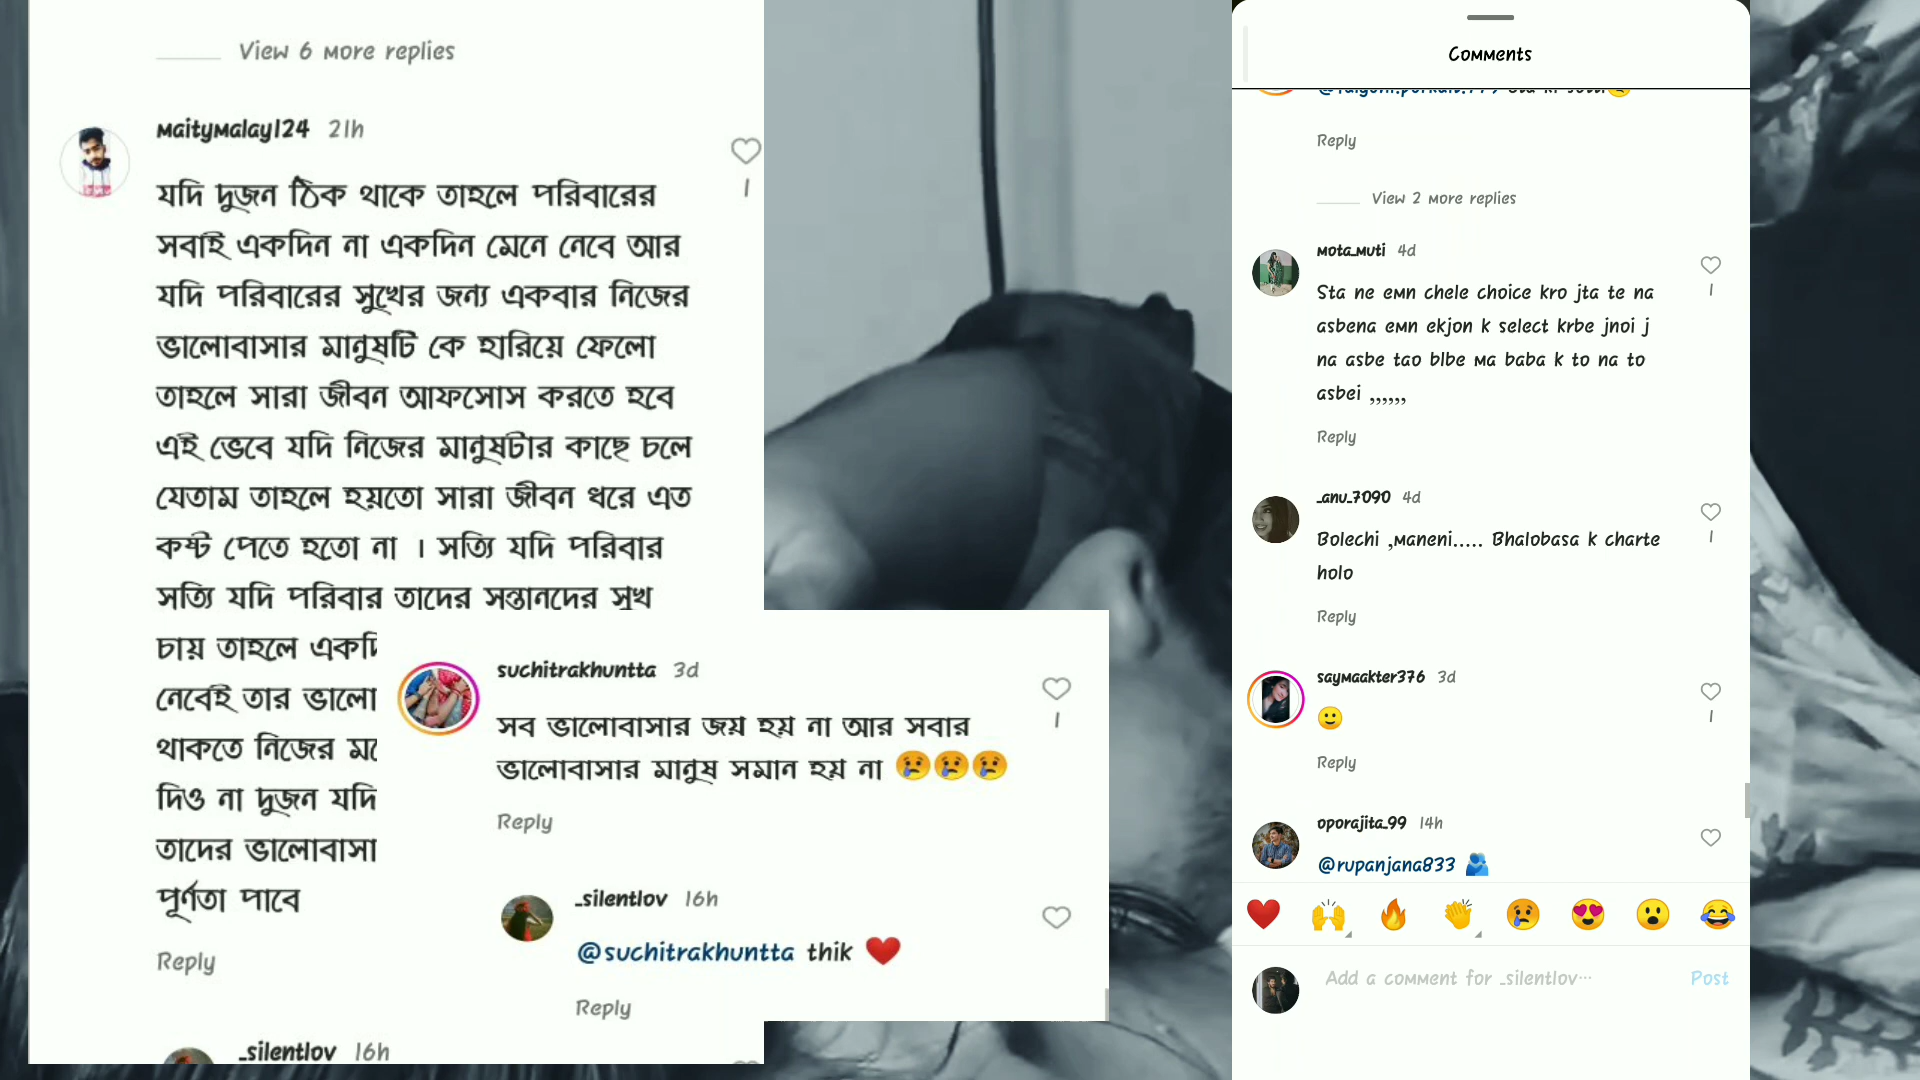 View 6 more replies
maitymalay124 21h
যদি দুজন ঠিক থাকে তাহলে পরিবারের
সবাই একদিন না একদিন মেনে নেবে আর
যদি পরিবারের সুখের জন্য একবার নিজের
ভালোবাসার মানুষটি কে হারিয়ে ফেলো
তাহলে সারা জীবন আফসোস করতে হবে
এই ভেবে যদি নিজের মানুষটার কাছে চলে
যেতাম তাহলে হয়তো সারা জীবন ধরে এত
কষ্ট পেতে হতো না । সত্যি যদি পরিবার
সত্যি যদি পরিবার তাদের সন্তানদের সুখ
চায় তাহলে
নেবেই তার
থাকতে নিজের
দিও না দুজন যদি
তাদের ভালোবাসা
পূর্ণতা পাবে
Reply
_silentlov 16h
1
suchitrakhuntta 3d
সব ভালোবাসার জয় হয় না আর সবার
ভালোবাসার মানুষ সমান হয় না 😢😢😢
1
Reply
_silentlov 16h
@suchitrakhuntta thik ❤️
Reply
Comments
Reply
View 2 more replies
mota_muti 4d
Sta ne emn chele choice kro jta te na
asbena emn ekjon k select krbe jnoi j
na asbe tao blbe ma baba k to na to
asbei ,,,,,,
1
Reply
_anu_7090 4d
Bolechi ,maneni..... Bhalobasa k charte
holo
1
Reply
saymaakter376 3d
🙂
1
Reply
oporajita_99 14h
@rupanjana833 🫂
❤️ 🙌 🔥 👏 😢 😍 😮 😂
Add a comment for _silentlov... Post